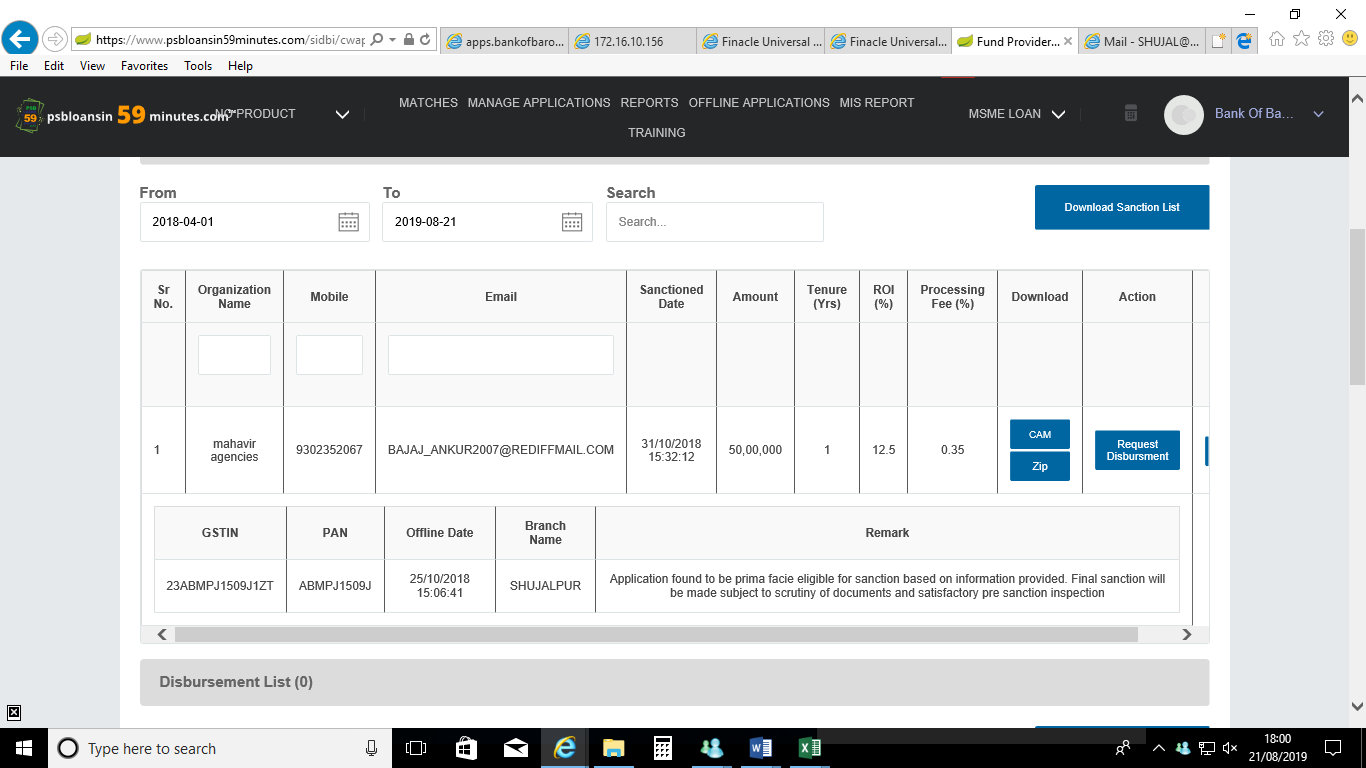 https://www.psbloansin59minutes.com/sidbi/cwap
apps.bankofbaro...
172.16.10.156
Finacle Universal ...
Finacle Universal...
Fund Provider...
Mail - SHUJAL@...
File Edit View Favorites Tools Help
PSB 59
psbloansin 59 minutes.com
NO PRODUCT
MATCHES MANAGE APPLICATIONS REPORTS OFFLINE APPLICATIONS MIS REPORT
TRAINING
MSME LOAN
Bank Of Ba...
From To Search
2018-04-01 2019-08-21 Search...
Download Sanction List
Sr No. Organization Name Mobile Email Sanctioned Date Amount Tenure (Yrs) ROI (%) Processing Fee (%) Download Action
1 mahavir agencies 9302352067 BAJAJ_ANKUR2007@REDIFFMAIL.COM 31/10/2018 15:32:12 50,00,000 1 12.5 0.35 CAM Zip Request Disbursment
GSTIN PAN Offline Date Branch Name Remark
23ABMPJ1509J1ZT ABMPJ1509J 25/10/2018 15:06:41 SHUJALPUR Application found to be prima facie eligible for sanction based on information provided. Final sanction will
be made subject to scrutiny of documents and satisfactory pre sanction inspection
Disbursement List (0)
Type here to search
18:00
21/08/2019